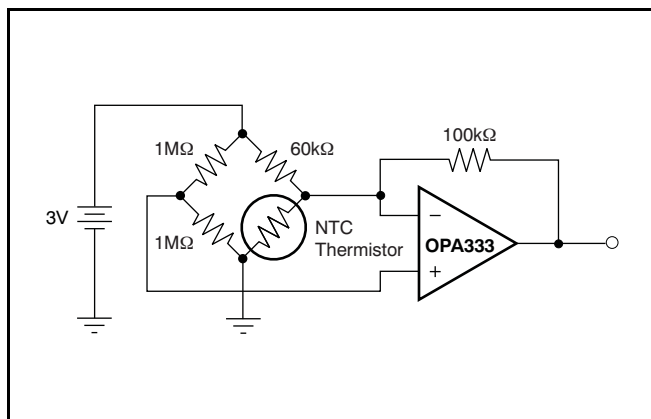 1MΩ
60kΩ
100kΩ
3V
1MΩ
NTC
Thermistor
−
OPA333
+